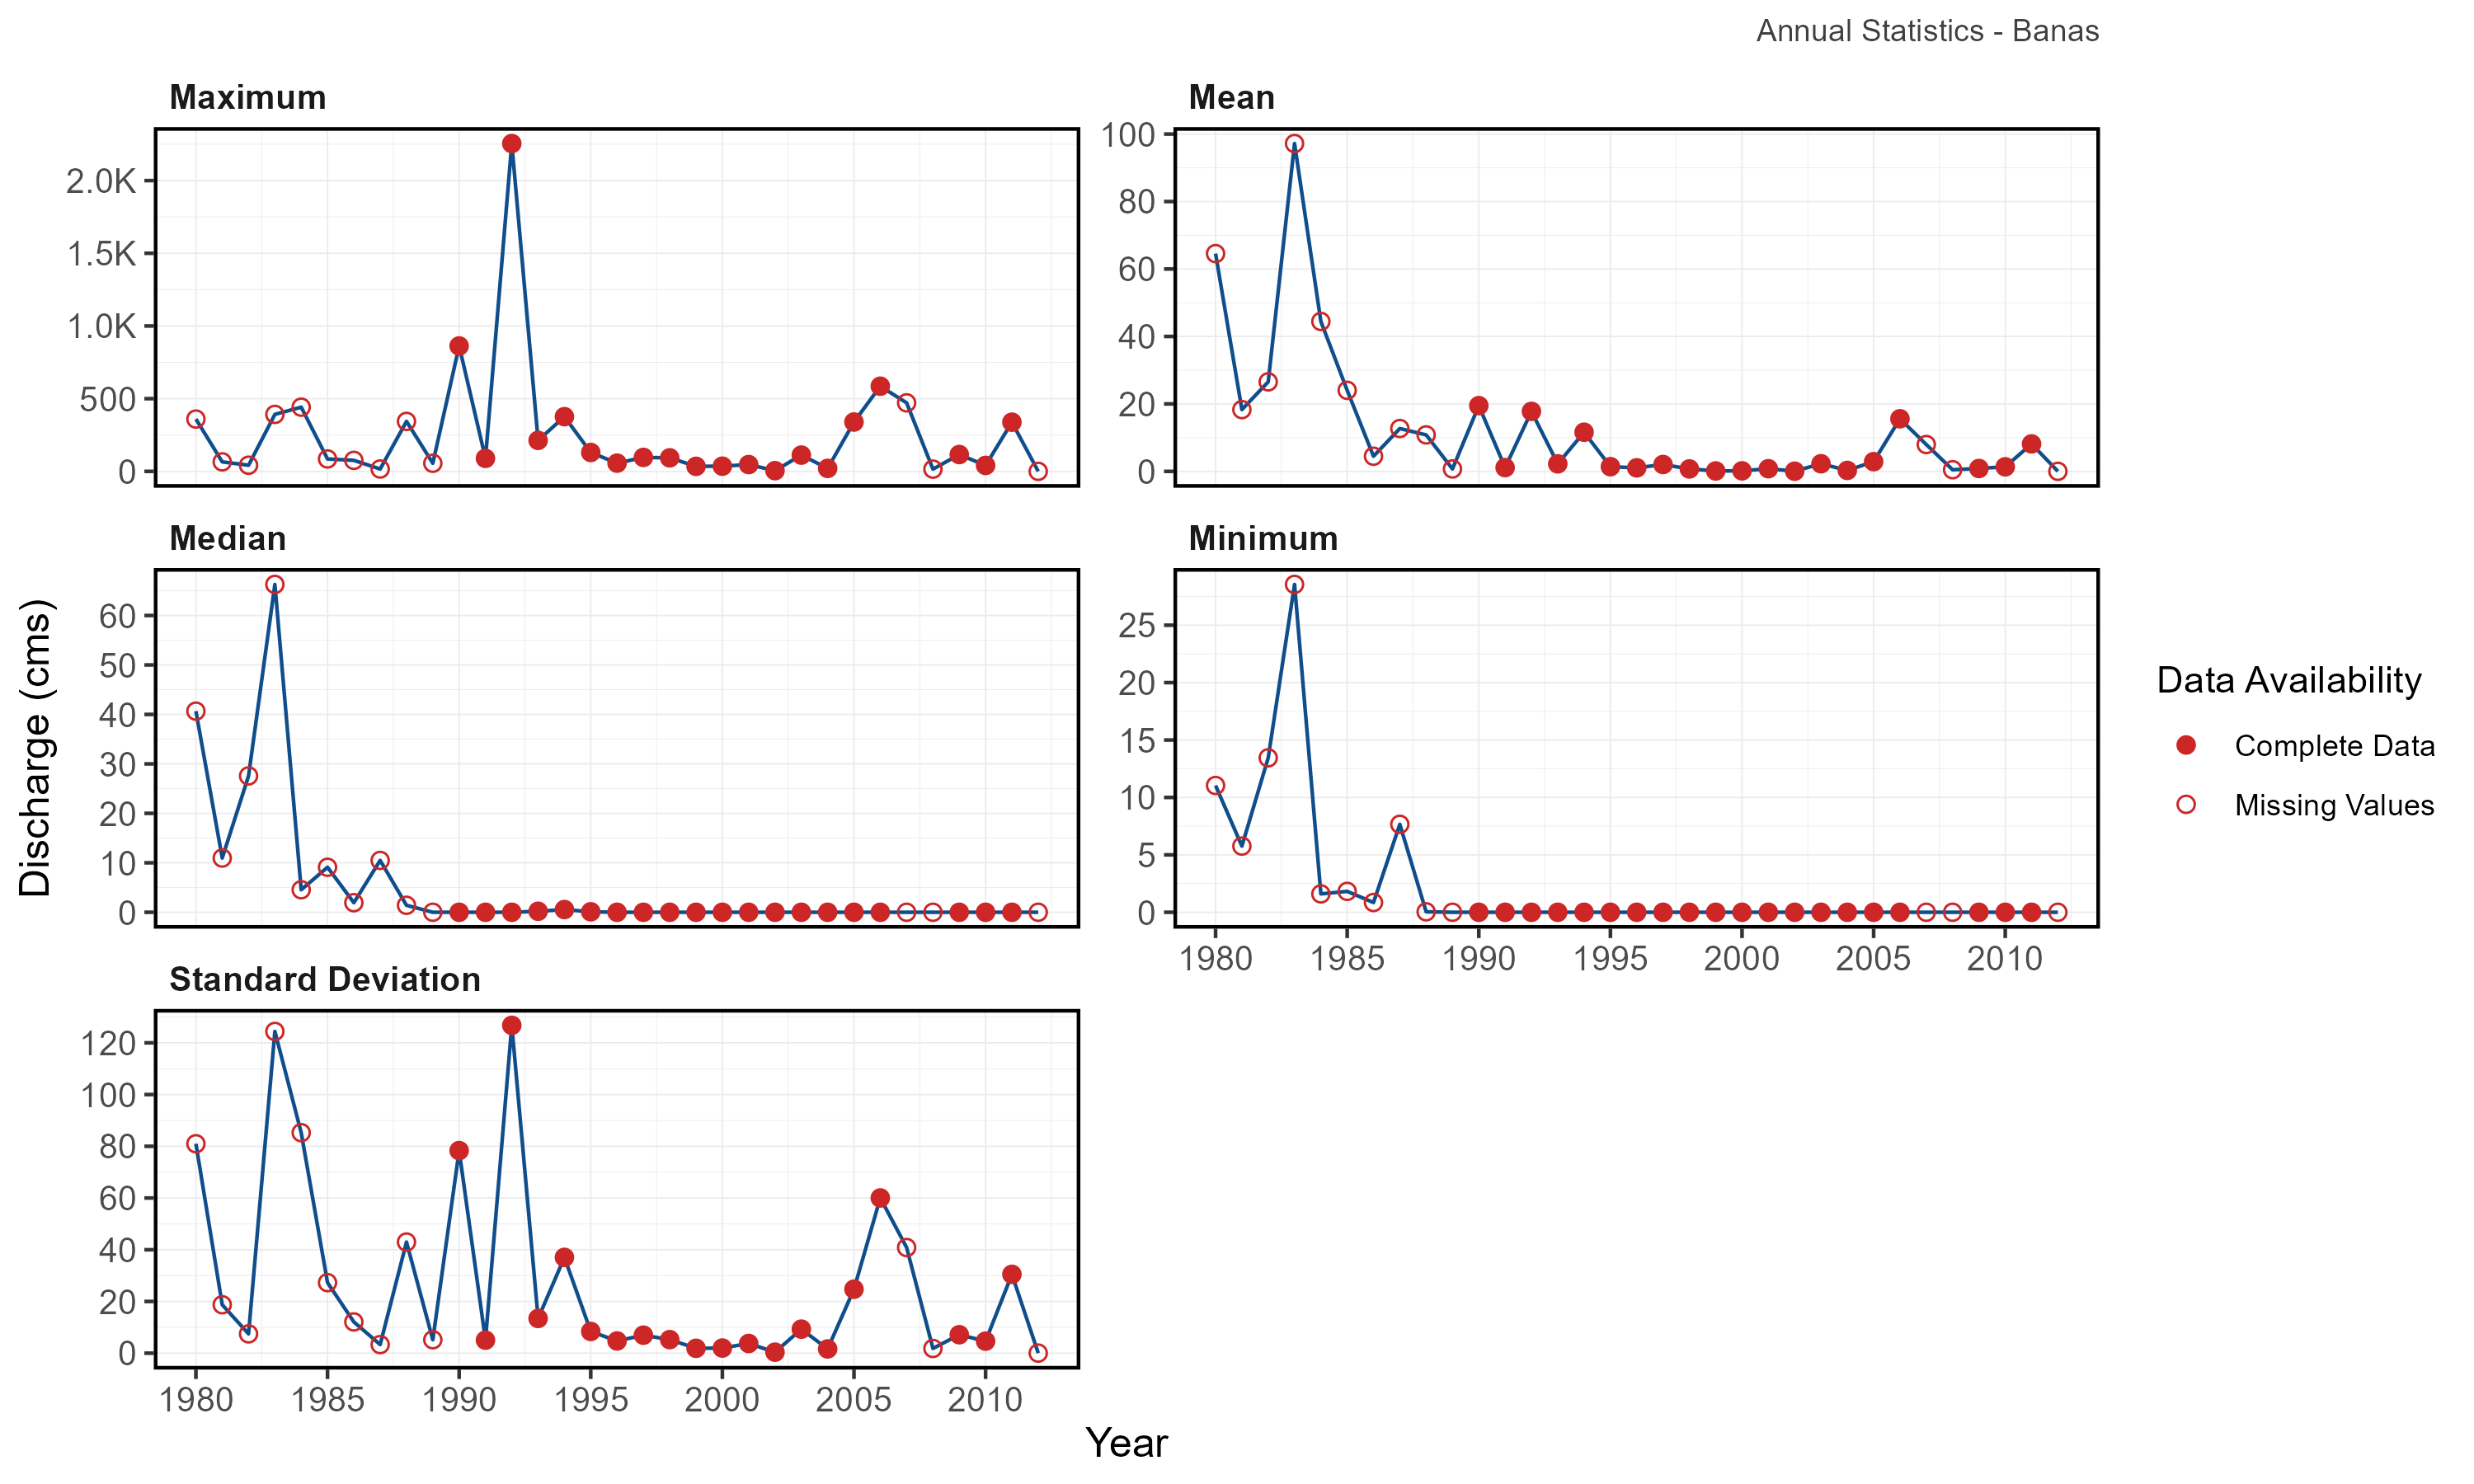 Annual Statistics - Banas
Maximum
Mean
2.0K
1.5K
1.0K
500
0
100
80
60
40
20
0
Median
Minimum
Discharge (cms)
60
50
40
30
20
10
0
25
20
15
10
5
0
1980 1985 1990 1995 2000 2005 2010
Data Availability
Complete Data
Missing Values
Standard Deviation
120
100
80
60
40
20
0
1980 1985 1990 1995 2000 2005 2010
Year